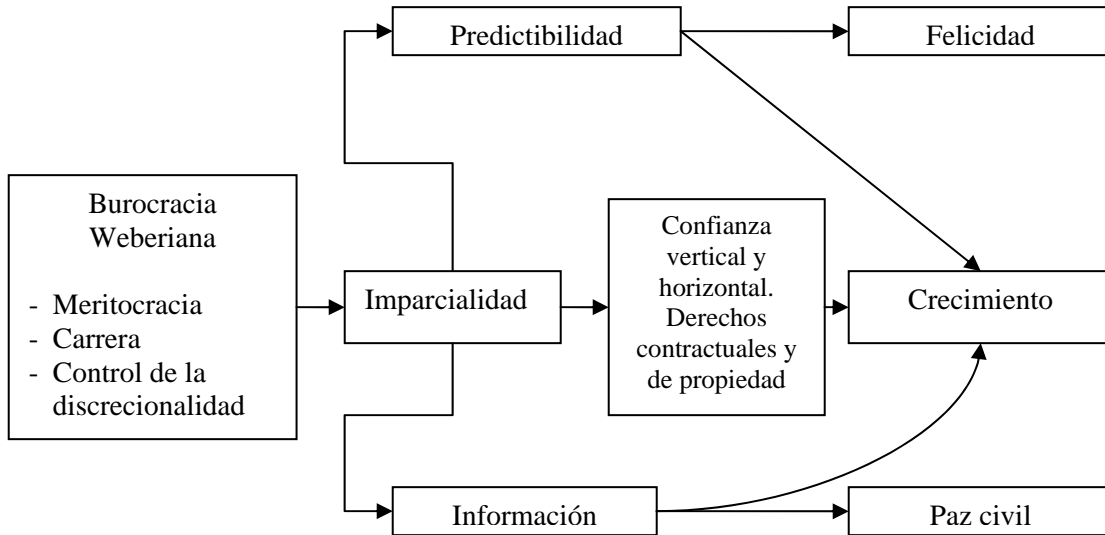 Predictibilidad
Felicidad
Burocracia
Weberiana
- Meritocracia
- Carrera
- Control de la
discrecionalidad
Imparcialidad
Confianza
vertical y
horizontal.
Derechos
contractuales y
de propiedad
Crecimiento
Información
Paz civil